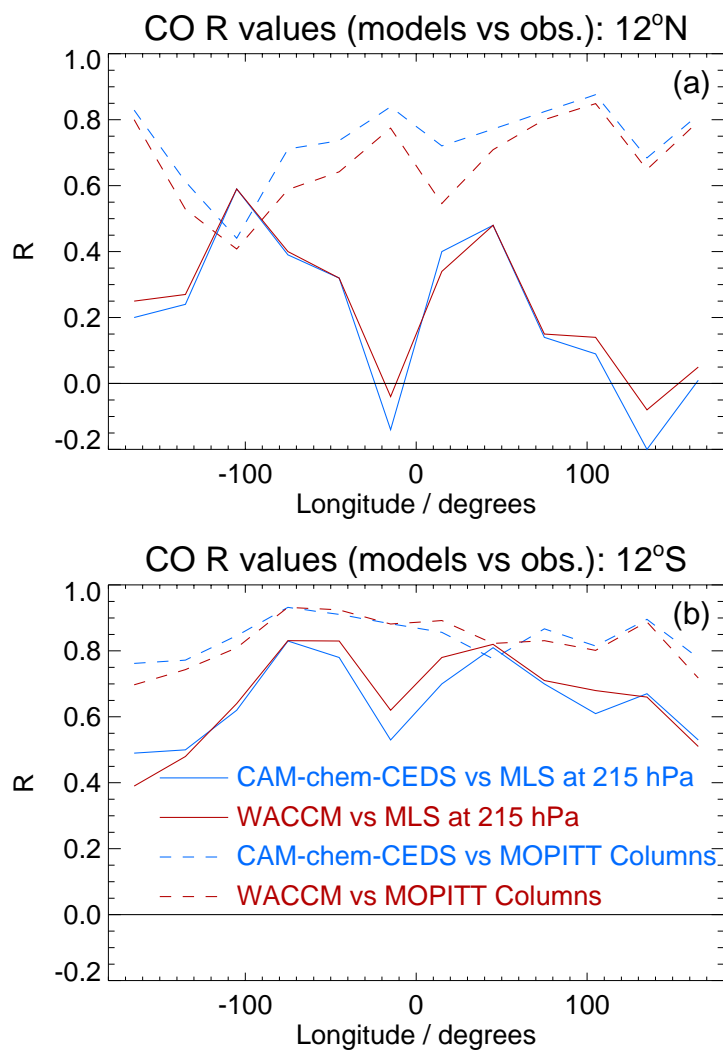 CO R values (models vs obs.): 12°N
(a)
1.0
0.8
0.6
0.4
0.2
0.0
-0.2
R
-100 0 100
Longitude / degrees
CO R values (models vs obs.): 12°S
(b)
1.0
0.8
0.6
0.4
0.2
0.0
-0.2
R
CAM-chem-CEDS vs MLS at 215 hPa
WACCM vs MLS at 215 hPa
CAM-chem-CEDS vs MOPITT Columns
WACCM vs MOPITT Columns
-100 0 100
Longitude / degrees